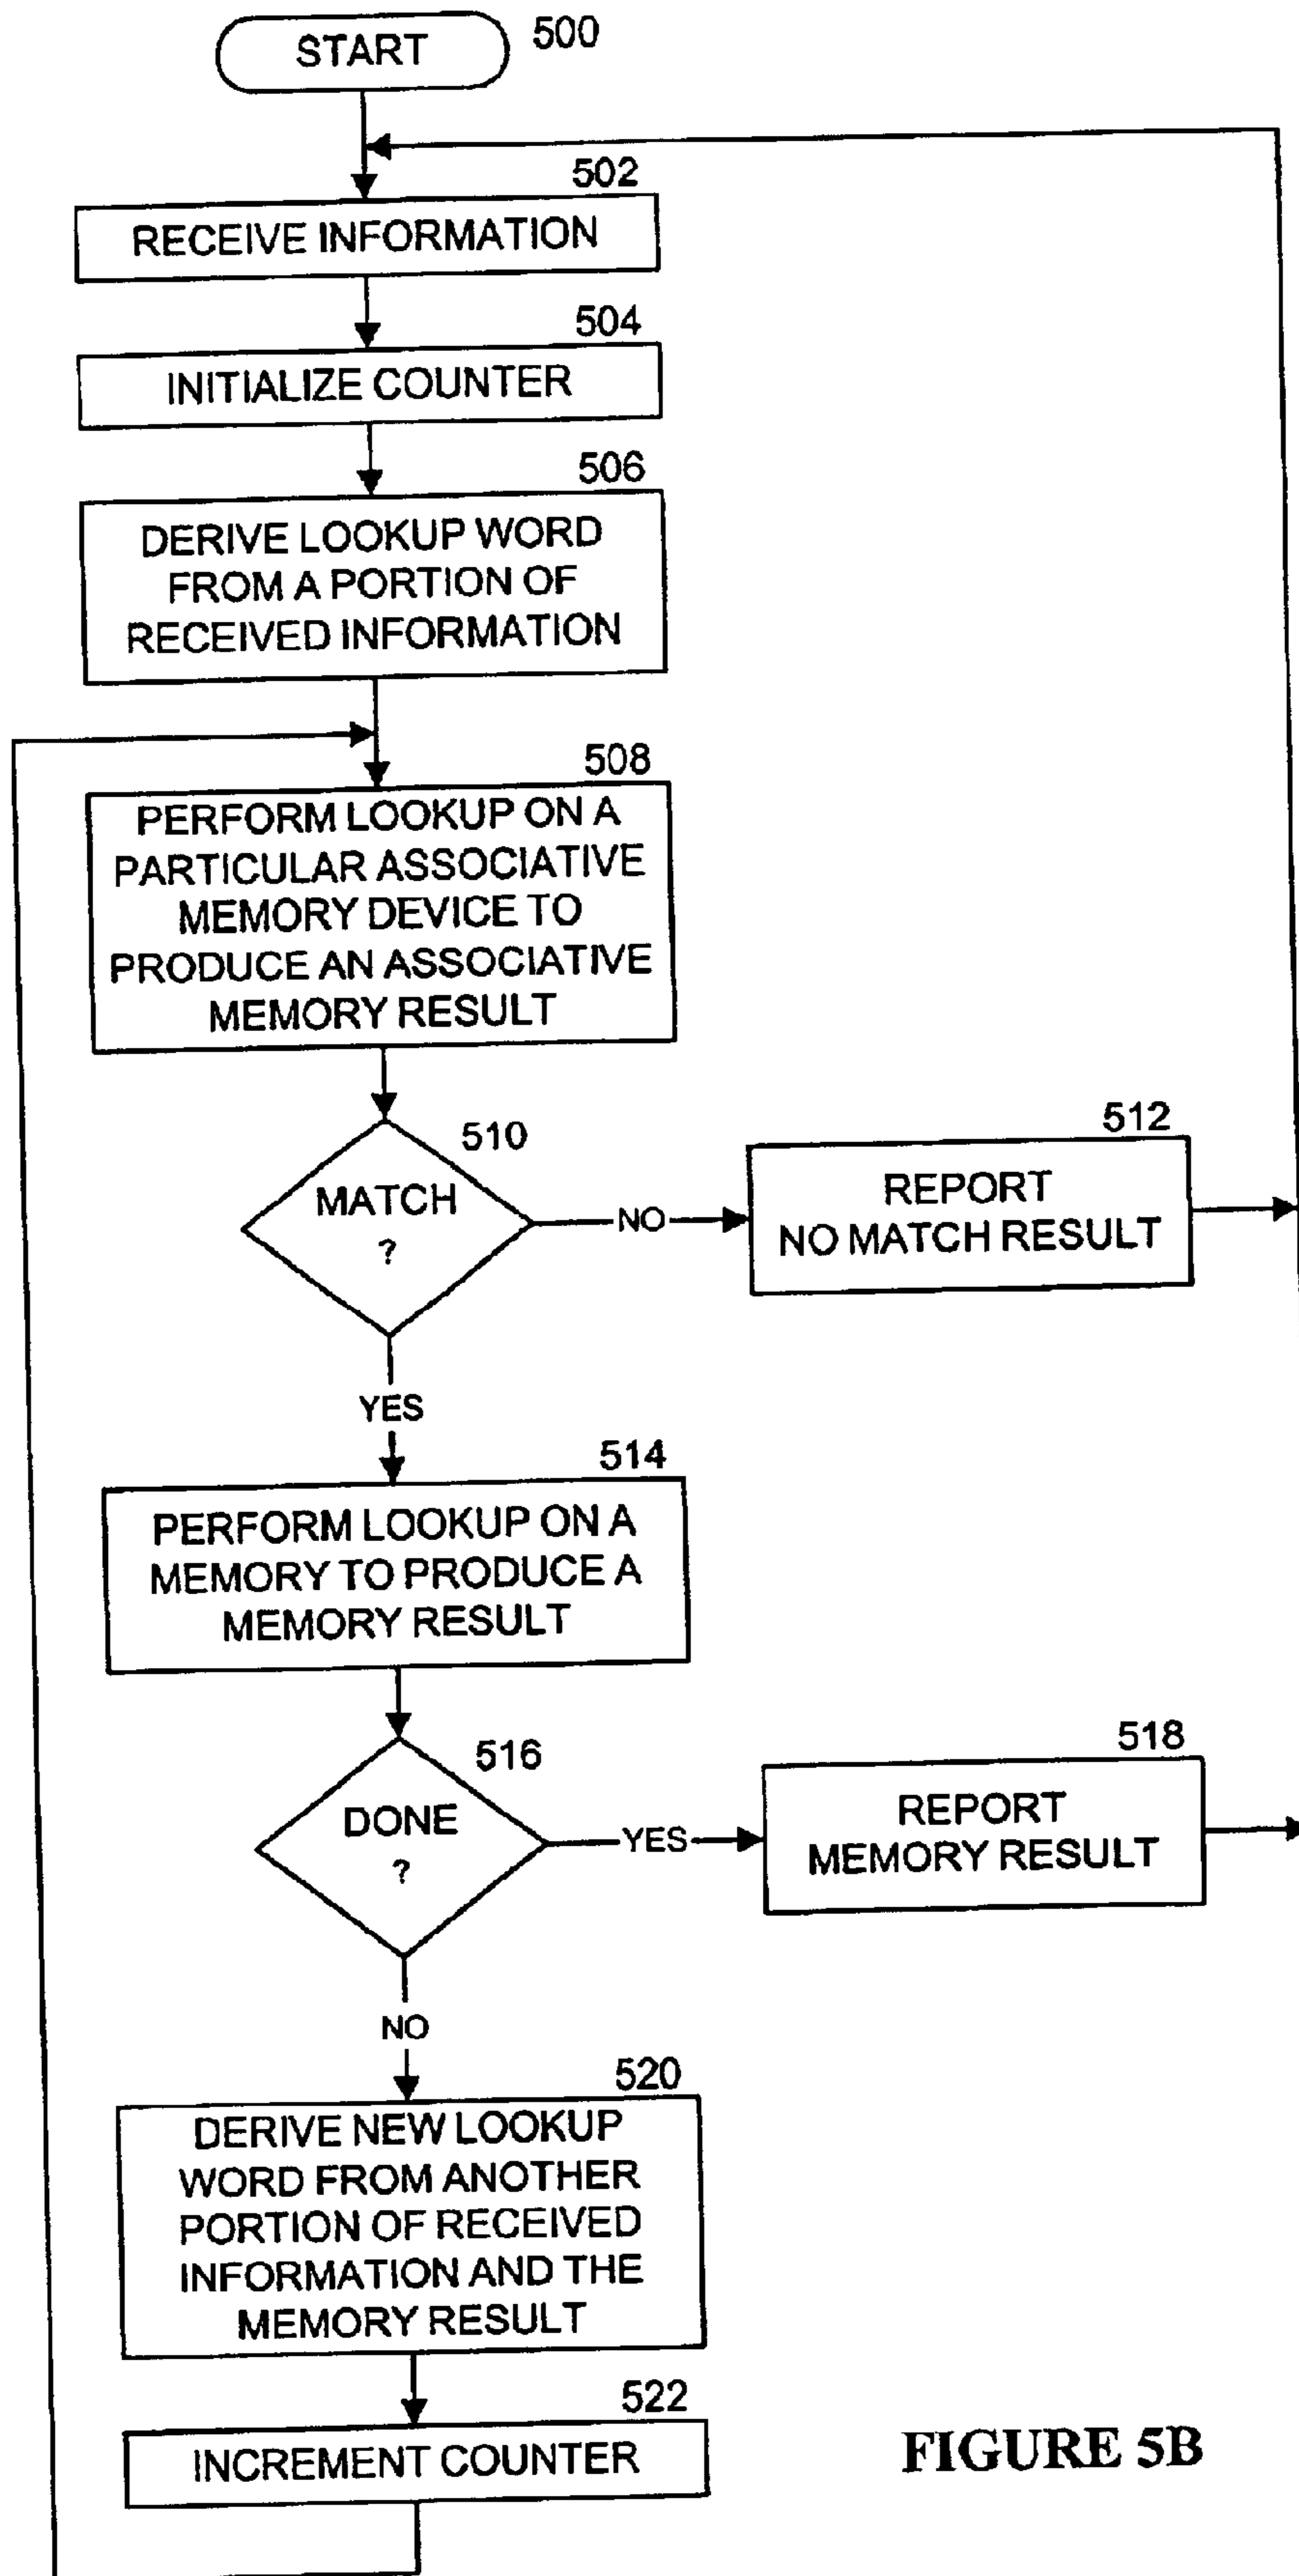 START
500
502
RECEIVE INFORMATION
504
INITIALIZE COUNTER
506
DERIVE LOOKUP WORD
FROM A PORTION OF
RECEIVED INFORMATION
508
PERFORM LOOKUP ON A
PARTICULAR ASSOCIATIVE
MEMORY DEVICE TO
PRODUCE AN ASSOCIATIVE
MEMORY RESULT
510
MATCH
?
NO
512
REPORT
NO MATCH RESULT
YES
514
PERFORM LOOKUP ON A
MEMORY TO PRODUCE A
MEMORY RESULT
516
DONE
?
YES
518
REPORT
MEMORY RESULT
NO
520
DERIVE NEW LOOKUP
WORD FROM ANOTHER
PORTION OF RECEIVED
INFORMATION AND THE
MEMORY RESULT
522
INCREMENT COUNTER
FIGURE 5B